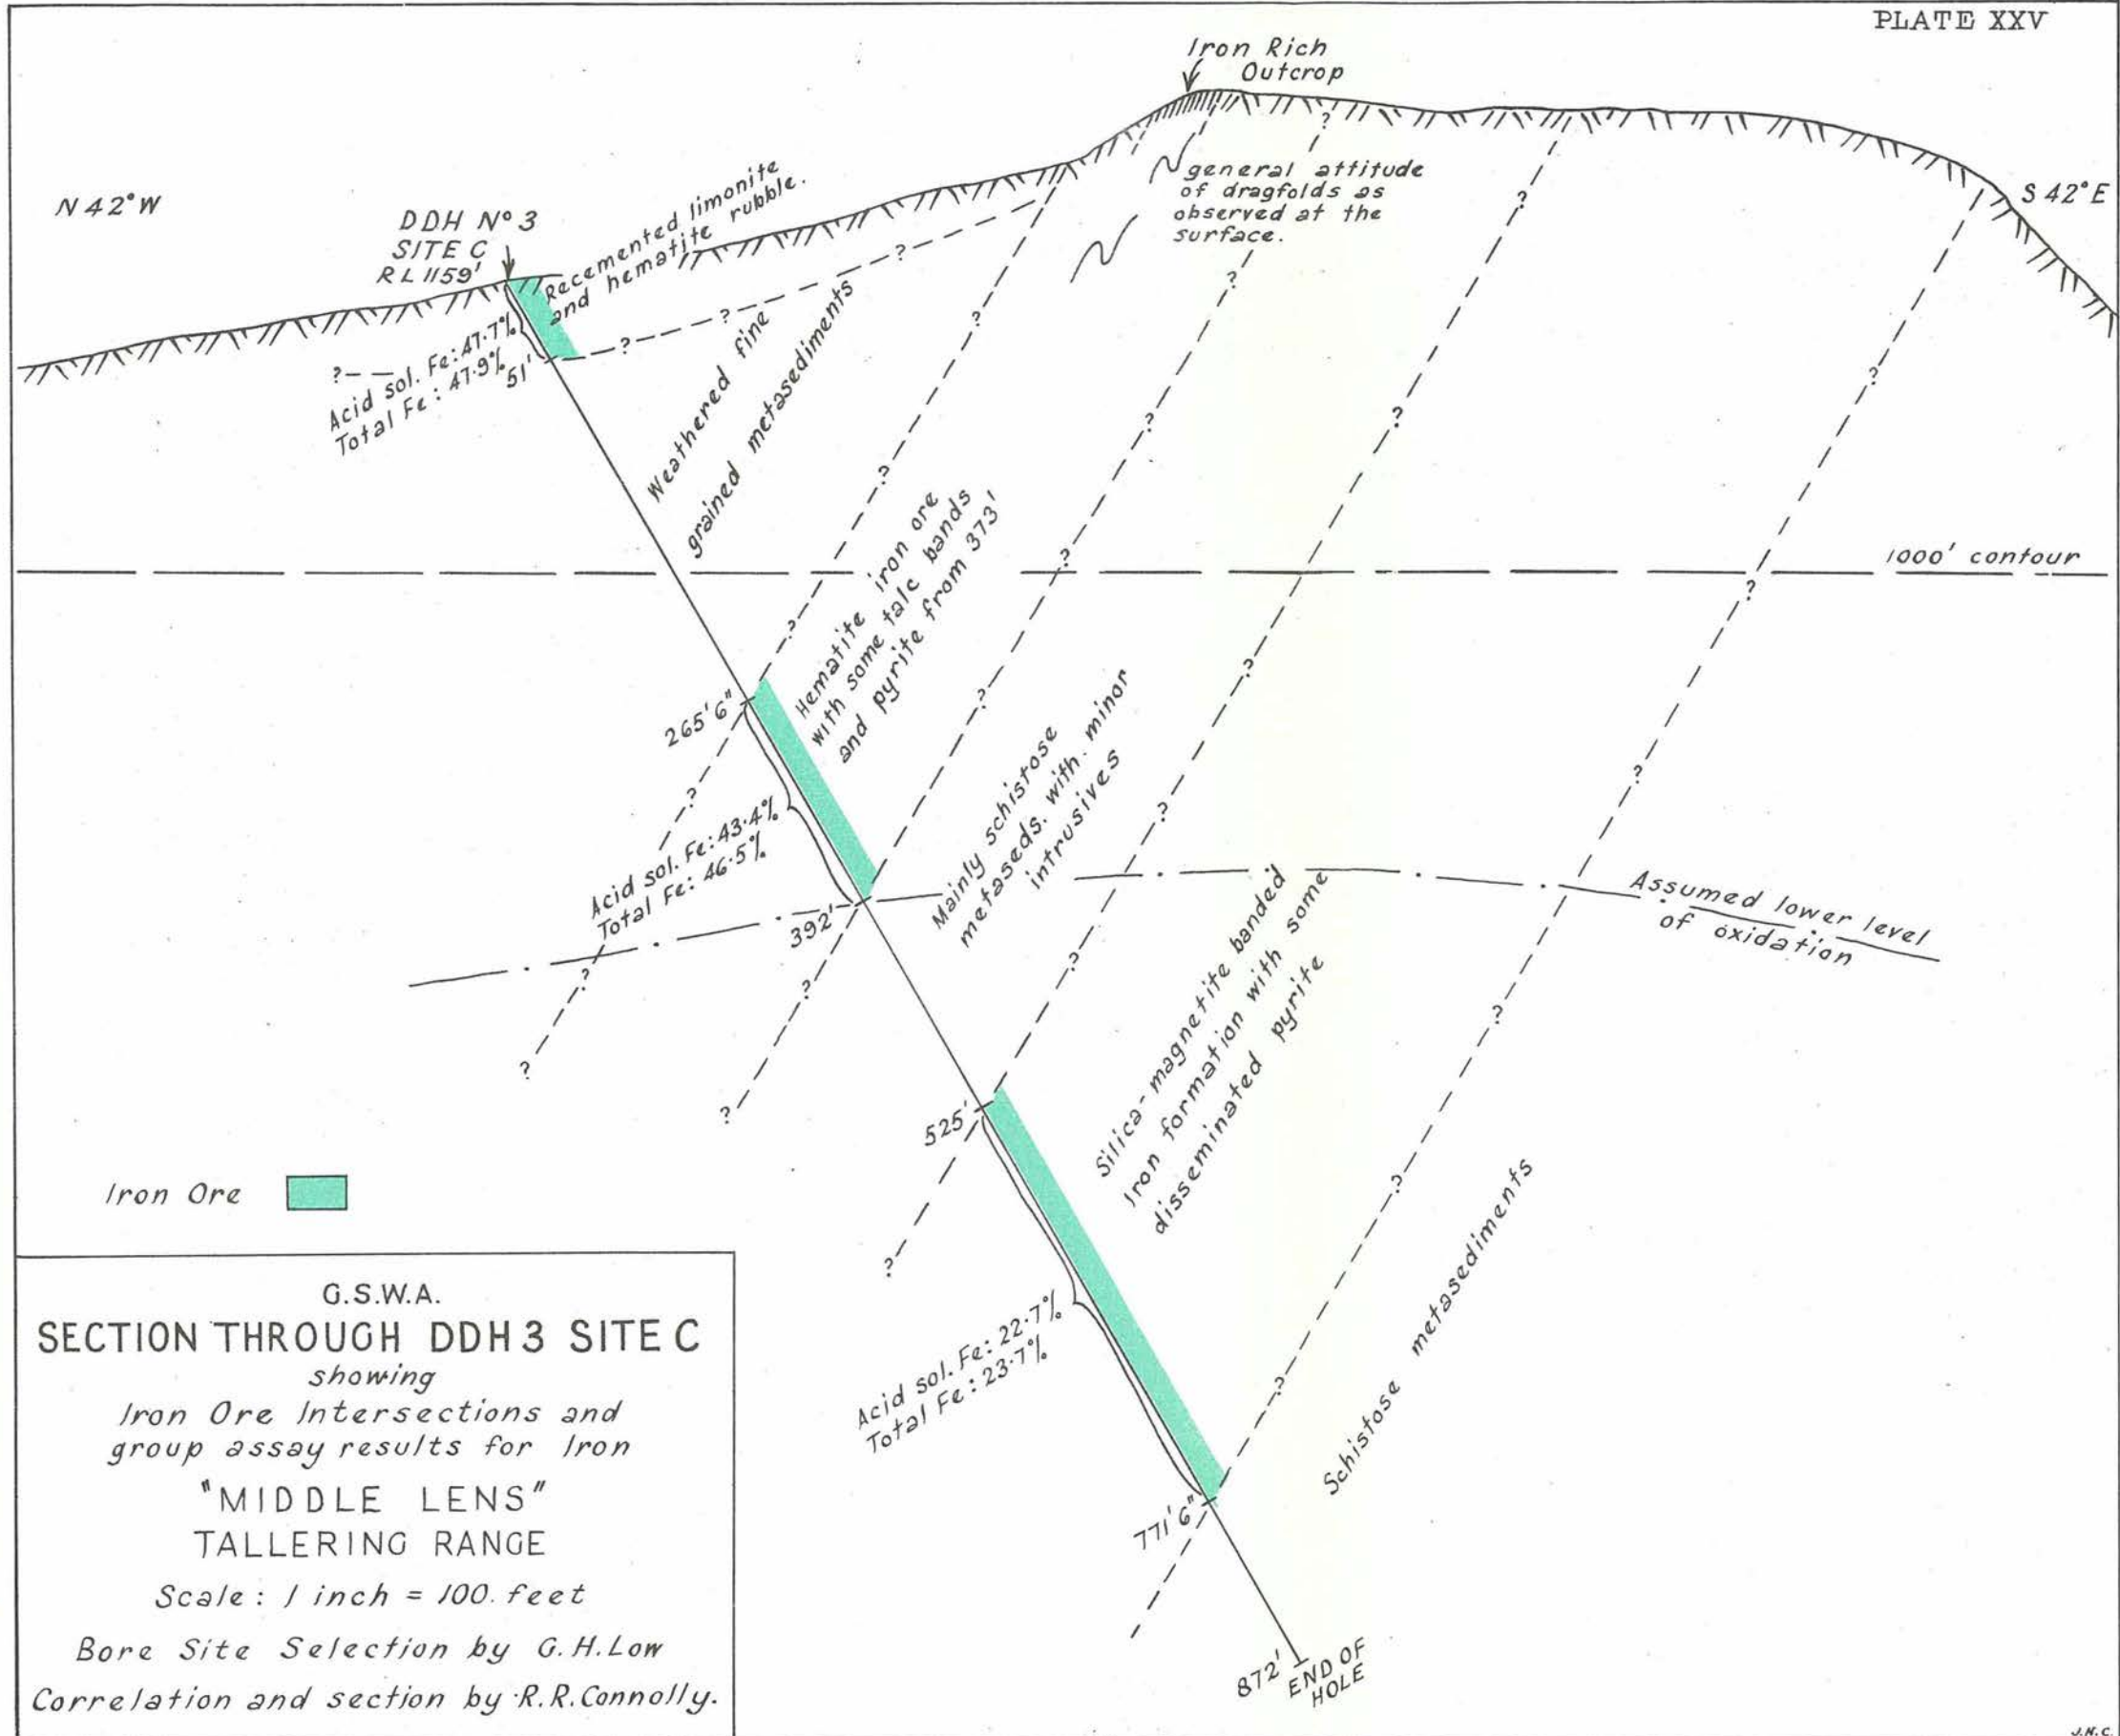 PLATE XXV
Iron Rich
Outcrop
N 42° W
S 42° E
DDH Nº 3
SITE C
RL 1159'
Recemented limonite
and hematite rubble.
general attitude
of dragfolds as
observed at the
surface.
?
Acid sol. Fe: 47.7%
Total Fe: 47.9%
51'
Weathered fine
grained metasediments
1000' contour
Hematite iron ore
with some talc bands
and pyrite from 373'
265'6"
Acid sol. Fe: 43.4%
Total Fe: 46.5%
392'
Mainly schistose
metaseds. with minor
intrusives
Assumed lower level
of oxidation
Silica-magnetite banded
Iron formation with some
disseminated pyrite
525'
Acid sol. Fe: 22.7%
Total Fe: 23.7%
Schistose metasediments
771'6"
872'
END OF
HOLE
Iron Ore
G.S.W.A.
SECTION THROUGH DDH 3 SITE C
showing
Iron Ore Intersections and
group assay results for Iron
"MIDDLE LENS"
TALLERING RANGE
Scale: 1 inch = 100. feet
Bore Site Selection by G.H. Low
Correlation and section by R.R. Connolly.